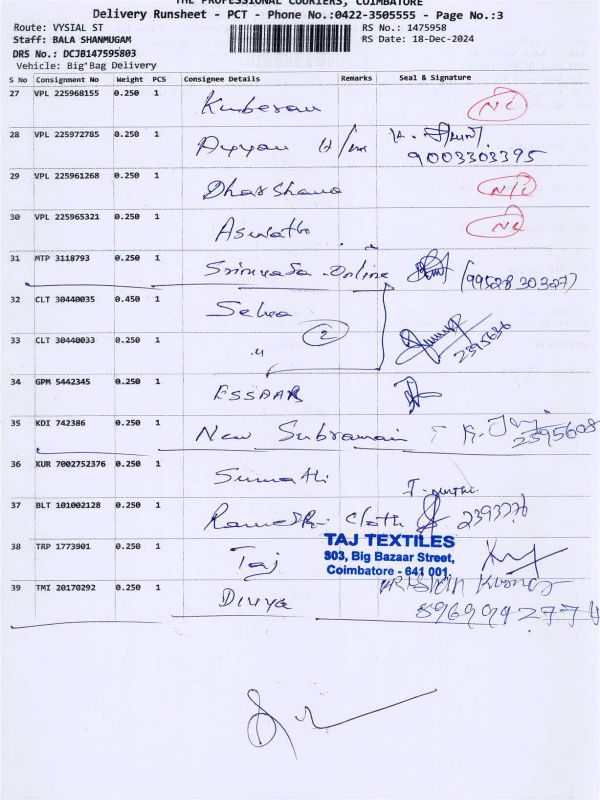 THE PROFESSIONAL COURIERS, COIMBATORE
Delivery Runsheet - PCT - Phone No.:0422-3505555 - Page No.:3
Route: VYSIAL ST
RS No.: 1475958
Staff: BALA SHANMUGAM
RS Date: 18-Dec-2024
DRS No.: DCJB147595803
Vehicle: Big'Bag Delivery
S No Consignment No Weight PCS Consignee Details Remarks Seal & Signature
27 VPL 225968155 0.250 1 Kuberan NC
28 VPL 225972785 0.250 1
9003303395
29 VPL 225961268 0.250 1 Dharshana N/C
30 VPL 225965321 0.250 1 NC
31 MTP 3118793 0.250 1 Srinivasa Online (9952830327)
32 CLT 30440035 0.450 1
2
33 CLT 30440033 0.250 1 " 2395636
34 GPM 5442345 0.250 1 ESSAAR
35 KDI 742386 0.250 1 New Subramani
2395608
36 KUR 7002752376 0.250 1 Sumathi
37 BLT 101002128 0.250 1 Ramesh Cloth 2393276
38 TRP 1773901 0.250 1 Taj
TAJ TEXTILES
303, Big Bazaar Street,
Coimbatore - 641 001
39 TMI 20170292 0.250 1 Divya